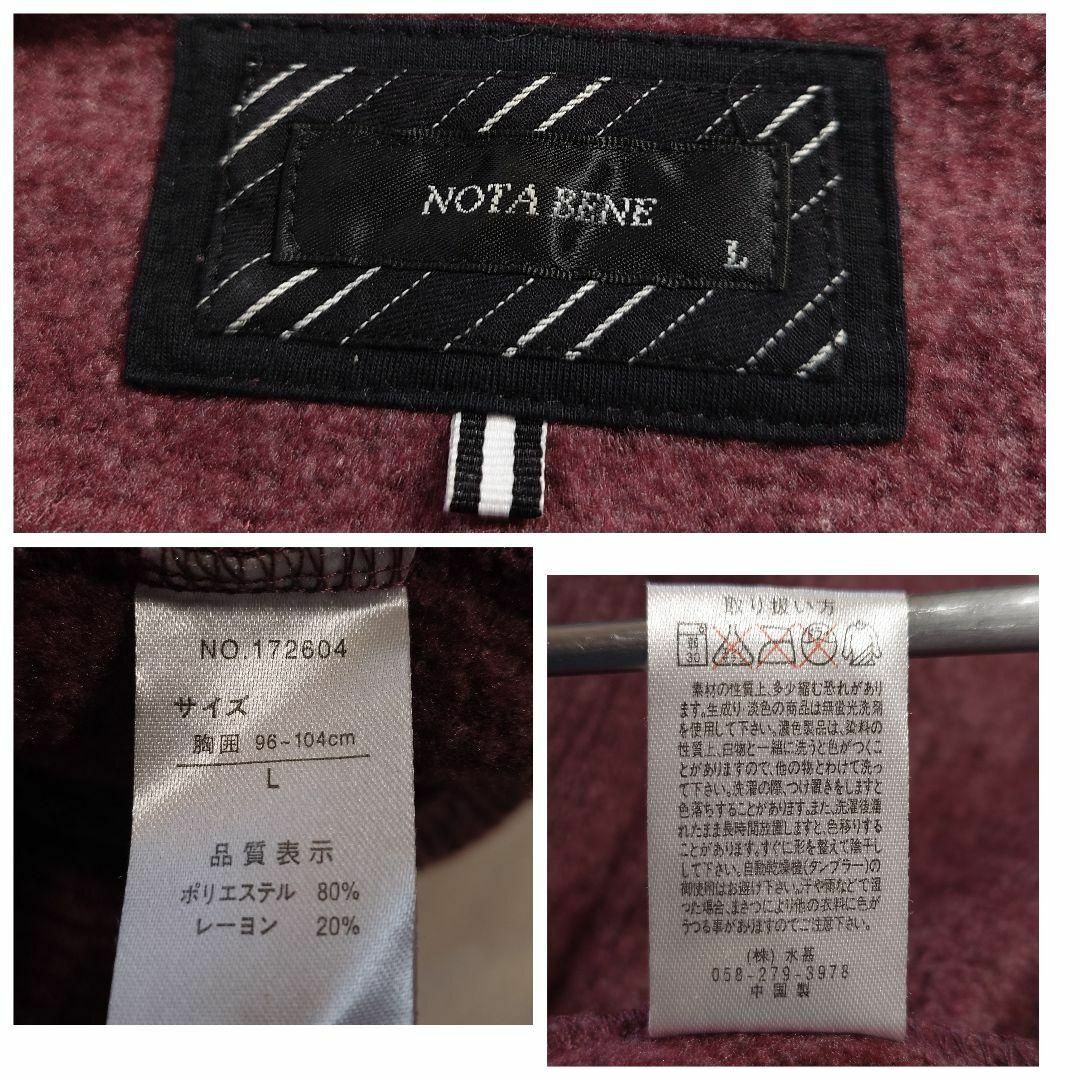 NOTA BENE
L
NO.172604
サイズ
胸囲 96~104cm
L
品質表示
ポリエステル 80%
レーヨン 20%
取り扱い方
30
素材の性質上、多少縮む恐れがあり
ます。生成り・淡色の商品は無蛍光洗剤
を使用して下さい。濃色製品は、染料の
性質上、白物と一緒に洗うと色がつくこ
とがありますので、他の物とわけて洗っ
て下さい。洗濯の際、つけ置きをしますと
色落ちすることがあります。また、洗濯後濡
れたまま長時間放置しますと、色移りする
ことがあります。すぐに形を整えて陰干し
して下さい。自動乾燥機(タンブラー)の
御使用はお避け下さい。汗や雨などで湿
った場合、まさつにより他の衣料に色が
うつる事がありますのでご注意下さい。
(株)水甚
058-279-3978
中国製